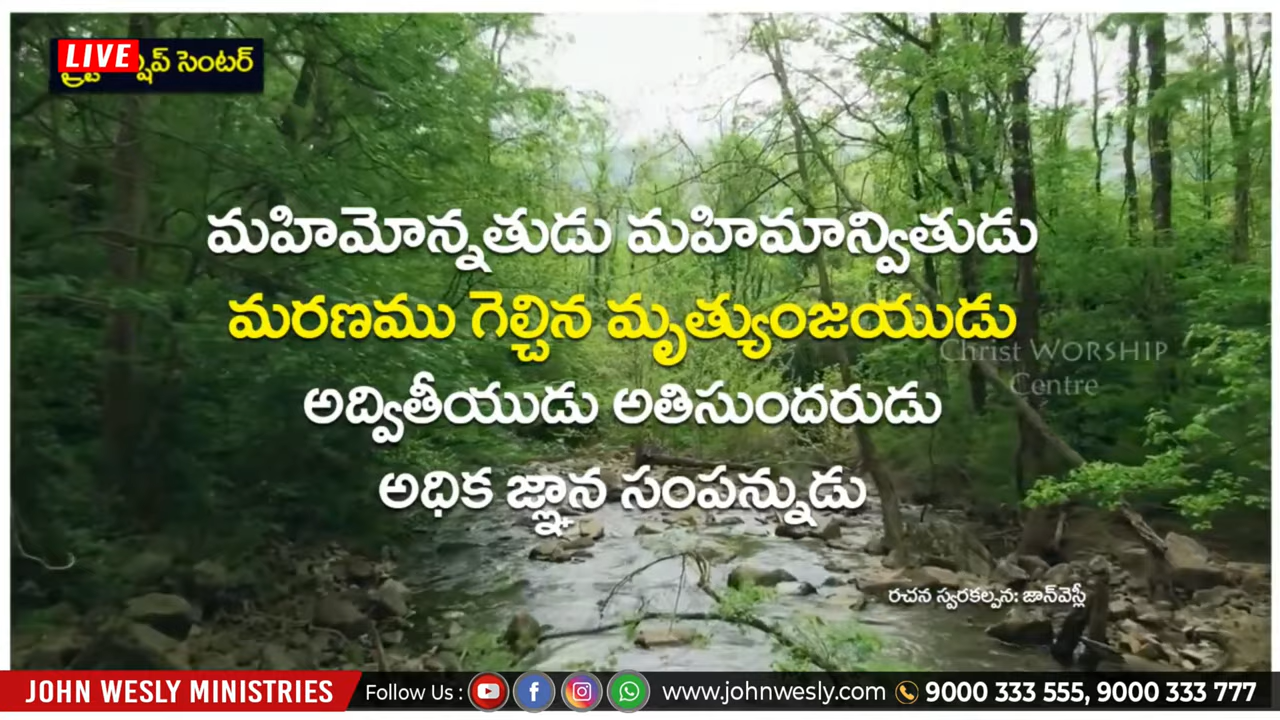 LIVE
సెంటర్
మహిమోన్నతుడు మహిమాన్వితుడు
మరణము గెల్చిన మృత్యుంజయుడు
Christ WORSHIP
Centre
అద్వితీయుడు అతిసుందరుడు
అధిక జ్ఞాన సంపన్నుడు
రచన స్వరకల్పన: జాన్‌వెస్లీ
JOHN WESLY MINISTRIES Follow Us : www.johnwesly.com 9000 333 555, 9000 333 777